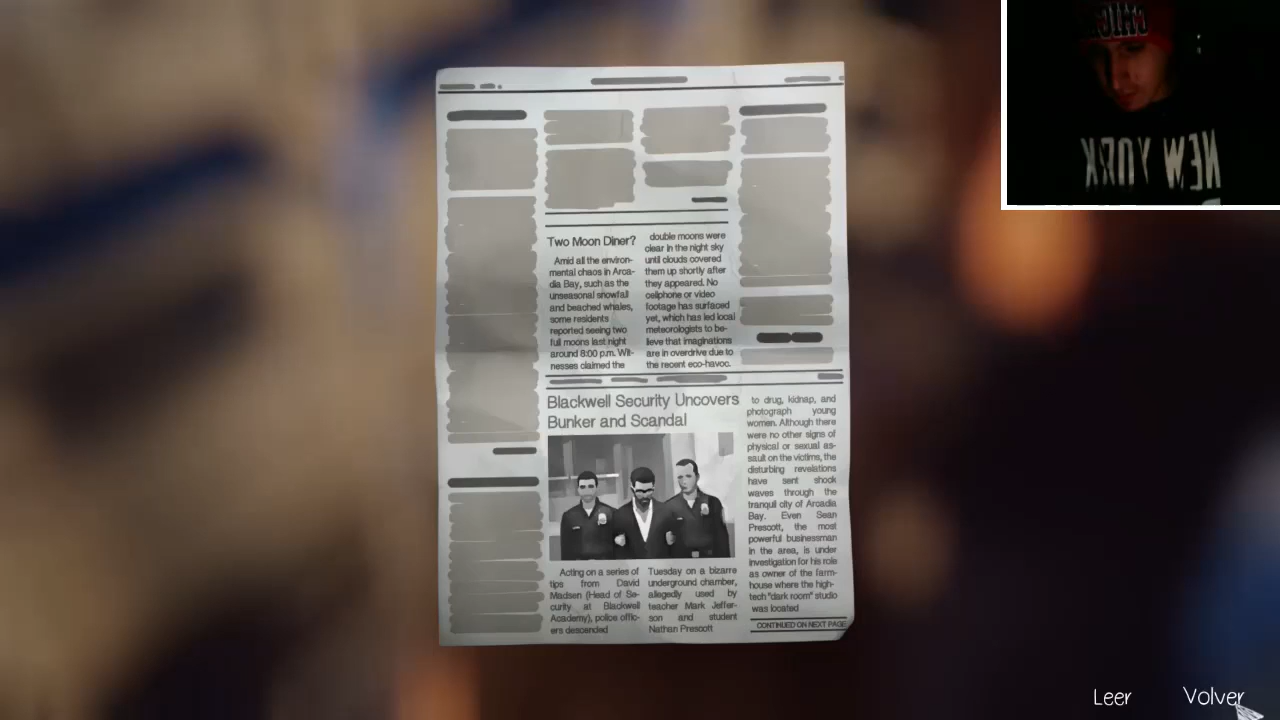 Two Moon Diner?
Amid all the environ-
mental chaos in Arca-
dia Bay, such as the
unseasonal snowfall
and beached whales,
some residents
reported seeing two
full moons last night
around 8:00 p.m. Wit-
nesses claimed the
double moons were
clear in the night sky
until clouds covered
them up shortly after
they appeared. No
cellphone or video
footage has surfaced
yet, which has led local
meteorologists to be-
lieve that imaginations
are in overdrive due to
the recent eco-havoc.
Blackwell Security Uncovers
Bunker and Scandal
Acting on a series of
tips from David
Madsen (Head of Se-
curity at Blackwell
Academy), police offic-
ers descended
Tuesday on a bizarre
underground chamber,
allegedly used by
teacher Mark Jeffer-
son and student
Nathan Prescott
to drug, kidnap, and
photograph young
women. Although there
were no other signs of
physical or sexual as-
sault on the victims, the
disturbing revelations
have sent shock
waves through the
tranquil city of Arcadia
Bay. Even Sean
Prescott, the most
powerful businessman
in the area, is under
investigation for his role
as owner of the farm-
house where the high-
tech "dark room" studio
was located
CONTINUED ON NEXT PAGE
NEW YORK
Leer
Volver